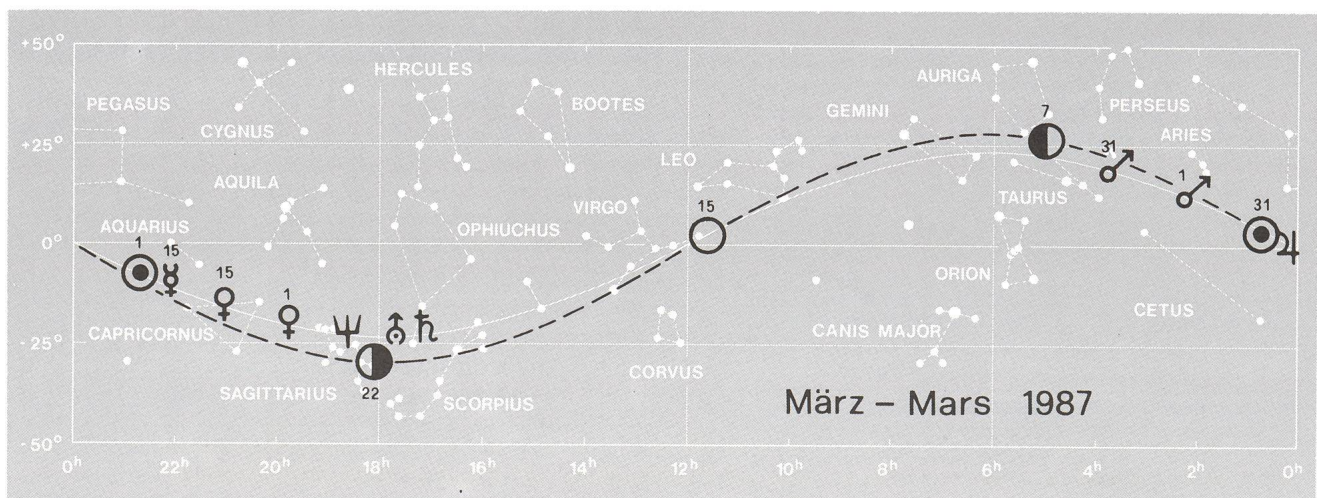 +50°
HERCULES
AURIGA
PEGASUS
BOOTES
GEMINI
7
PERSEUS
CYGNUS
31
ARIES
+25°
LEO
1
AQUILA
TAURUS
VIRGO
15
31
AQUARIUS
OPHIUCHUS
0°
1
15
15
ORION
1
CETUS
CAPRICORNUS
CANIS MAJOR
-25°
CORVUS
SAGITTARIUS
22
SCORPIUS
März – Mars 1987
-50°
0h 22h 20h 18h 16h 14h 12h 10h 8h 6h 4h 2h 0h